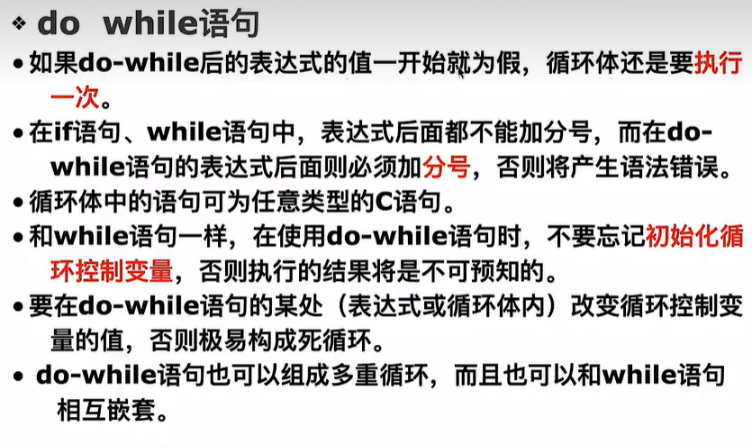 ❖ do while语句
•如果do-while后的表达式的值一开始就为假，循环体还是要执行
一次。
•在if语句、while语句中，表达式后面都不能加分号，而在do-
while语句的表达式后面则必须加分号，否则将产生语法错误。
•循环体中的语句可为任意类型的C语句。
•和while语句一样，在使用do-while语句时，不要忘记初始化循
环控制变量，否则执行的结果将是不可预知的。
•要在do-while语句的某处（表达式或循环体内）改变循环控制变
量的值，否则极易构成死循环。
• do-while语句也可以组成多重循环，而且也可以和while语句
相互嵌套。